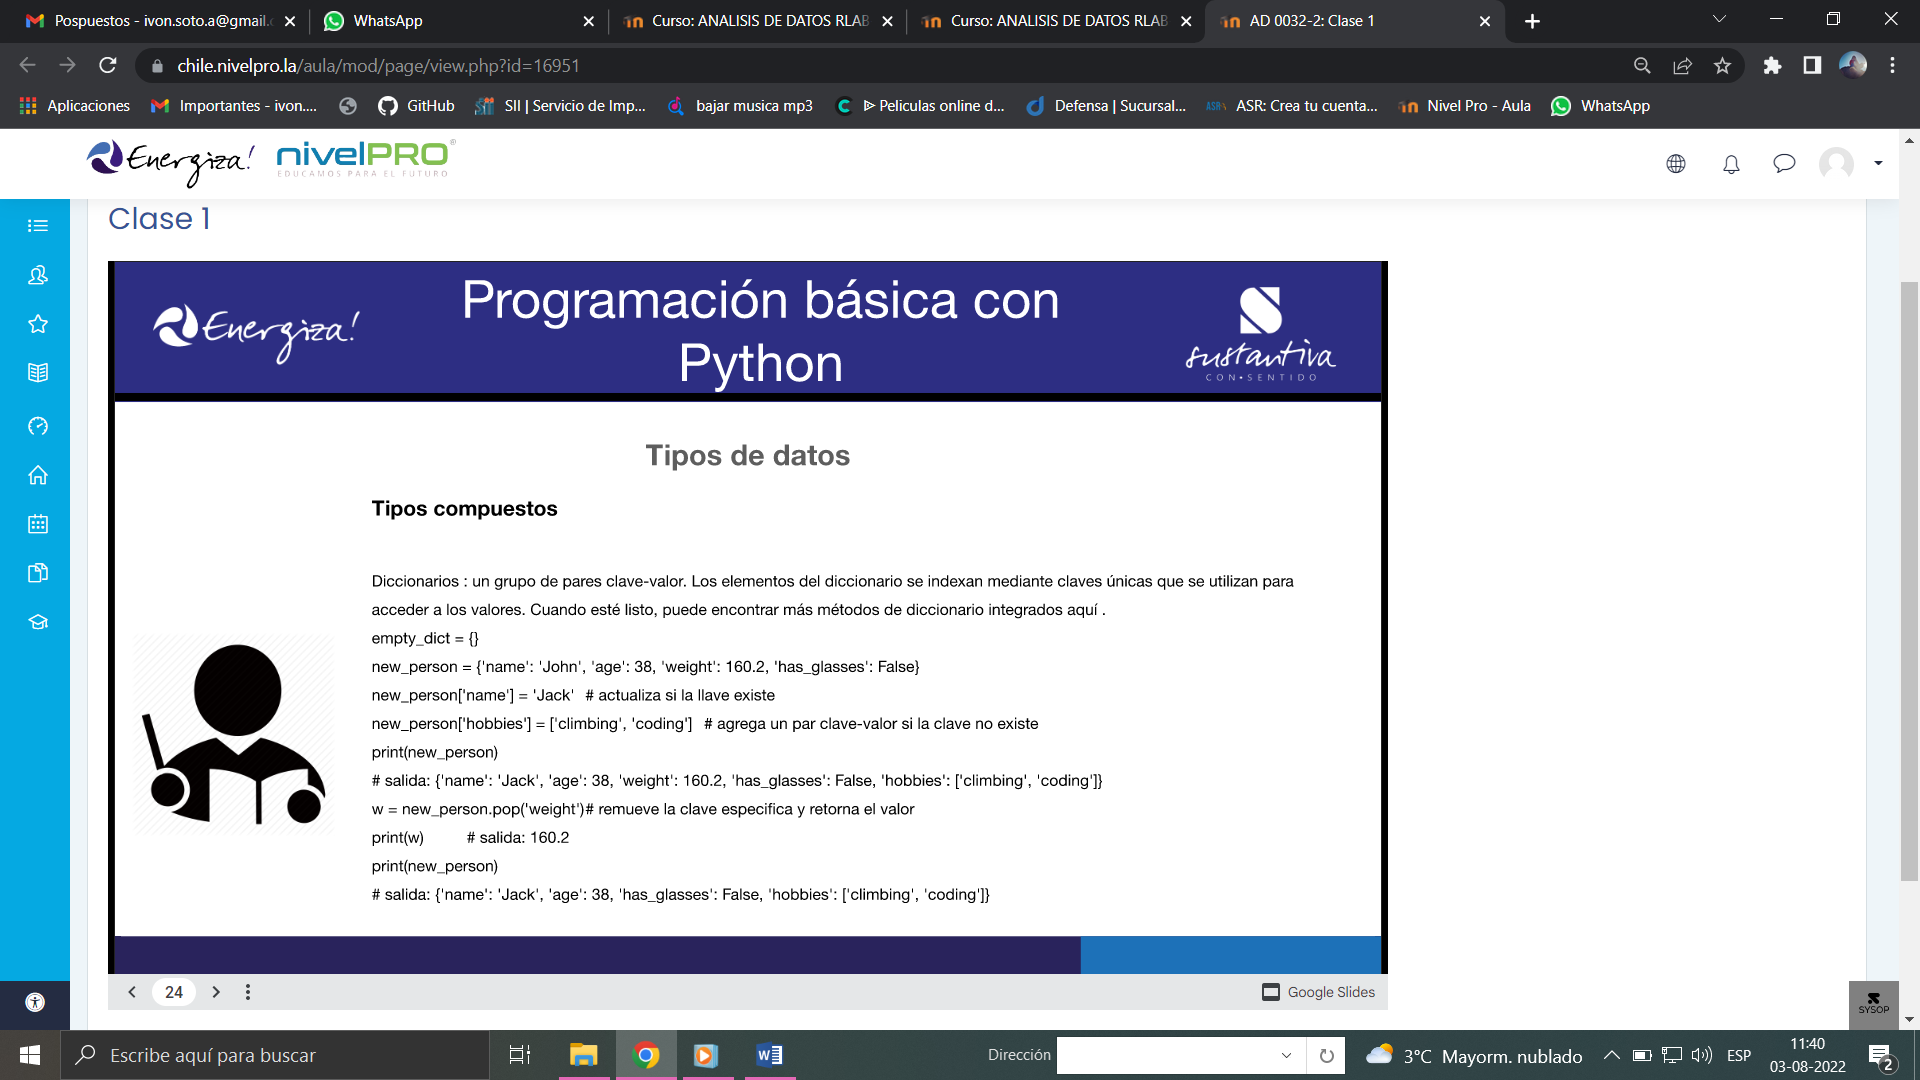 Pospuestos - ivon.soto.a@gmail.c
WhatsApp
Curso: ANALISIS DE DATOS RLAB
Curso: ANALISIS DE DATOS RLAB
AD 0032-2: Clase 1
chile.nivelpro.la/aula/mod/page/view.php?id=16951
Aplicaciones
Importantes - ivon....
GitHub
SII | Servicio de Imp...
bajar musica mp3
⊳ Peliculas online d...
Defensa | Sucursal...
ASR: Crea tu cuenta...
Nivel Pro - Aula
WhatsApp
Energiza!
nivelPRO
EDUCAMOS PARA EL FUTURO
Clase 1
Energiza!
Programación básica con
Python
sustantiva
CON•SENTIDO
Tipos de datos
Tipos compuestos
Diccionarios : un grupo de pares clave-valor. Los elementos del diccionario se indexan mediante claves únicas que se utilizan para
acceder a los valores. Cuando esté listo, puede encontrar más métodos de diccionario integrados aquí .
empty_dict = {}
new_person = {'name': 'John', 'age': 38, 'weight': 160.2, 'has_glasses': False}
new_person['name'] = 'Jack'  # actualiza si la llave existe
new_person['hobbies'] = ['climbing', 'coding']  # agrega un par clave-valor si la clave no existe
print(new_person)
# salida: {'name': 'Jack', 'age': 38, 'weight': 160.2, 'has_glasses': False, 'hobbies': ['climbing', 'coding']}
w = new_person.pop('weight')# remueve la clave especifica y retorna el valor
print(w)          # salida: 160.2
print(new_person)
# salida: {'name': 'Jack', 'age': 38, 'has_glasses': False, 'hobbies': ['climbing', 'coding']}
24
Google Slides
SYSOP
Escribe aquí para buscar
Dirección
3°C Mayorm. nublado
ESP
11:40
03-08-2022
2